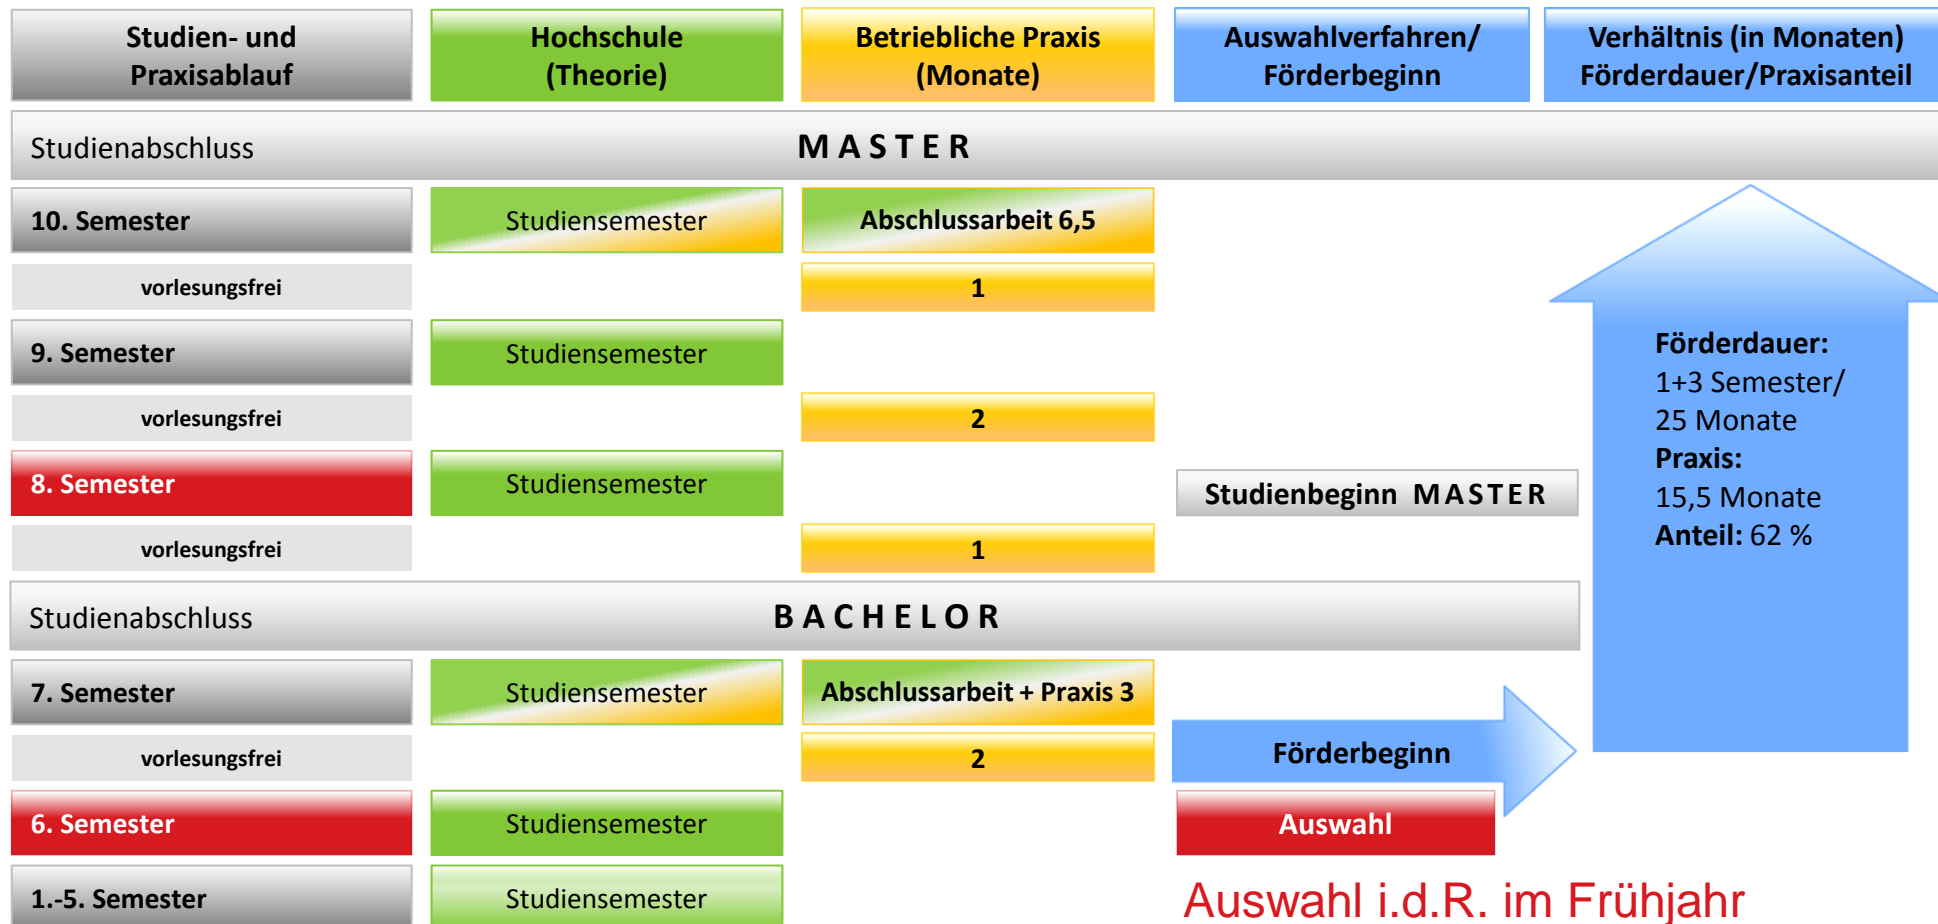 Studien- und
Praxisablauf
Hochschule
(Theorie)
Betriebliche Praxis
(Monate)
Auswahlverfahren/
Förderbeginn
Verhältnis (in Monaten)
Förderdauer/Praxisanteil
Studienabschluss MASTER
10. Semester Studiensemester Abschlussarbeit 6,5
vorlesungsfrei 1
9. Semester Studiensemester
vorlesungsfrei 2
8. Semester Studiensemester Studienbeginn MASTER
vorlesungsfrei 1
Förderdauer:
1+3 Semester/
25 Monate
Praxis:
15,5 Monate
Anteil: 62 %
Studienabschluss BACHELOR
7. Semester Studiensemester Abschlussarbeit + Praxis 3
vorlesungsfrei 2 Förderbeginn
6. Semester Studiensemester Auswahl
1.-5. Semester Studiensemester Auswahl i.d.R. im Frühjahr